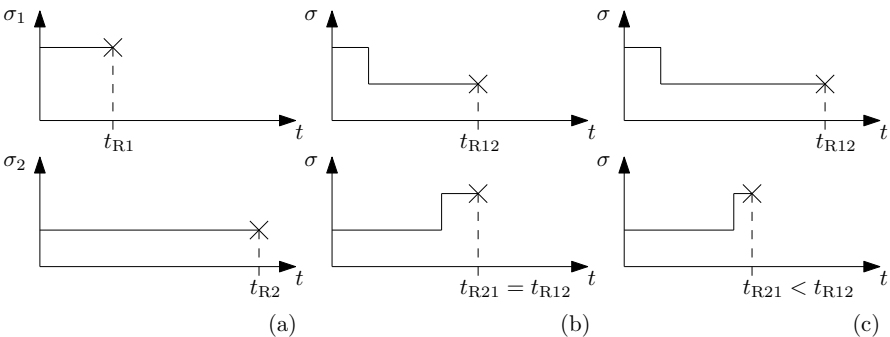 σ₁ σ σ
t t t
t_R1 t_R12 t_R12
σ₂ σ σ
t t t
t_R2 t_R21 = t_R12 t_R21 < t_R12
(a) (b) (c)